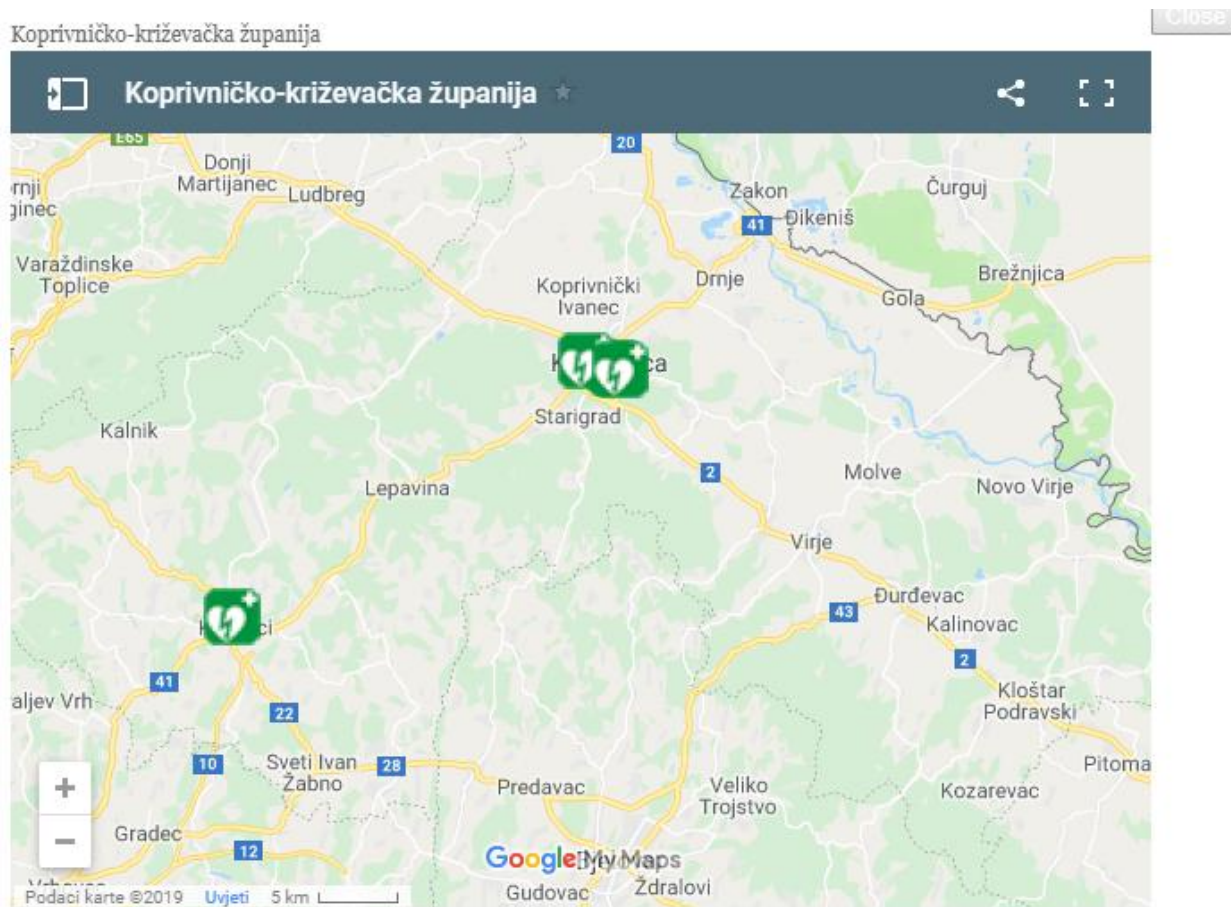 Close
Koprivničko-križevačka županija
Koprivničko-križevačka županija
E65
20
Donji
Martijanec
Ludbreg
Zakon
Čurguj
41
Đikeniš
Varaždinske
Toplice
Koprivnički
Ivanec
Drnje
Gola
Brežnjica
Starigrad
Kalnik
Lepavina
2
Molve
Novo Virje
Virje
Đurđevac
43
Kalinovac
2
41
aljev Vrh
22
Kloštar
Podravski
10
Sveti Ivan
Žabno
28
Pitoma
Predavac
Veliko
Trojstvo
Kozarevac
Gradec
12
Google My Maps
Gudovac
Ždralovi
Podaci karte ©2019 Uvjeti 5 km